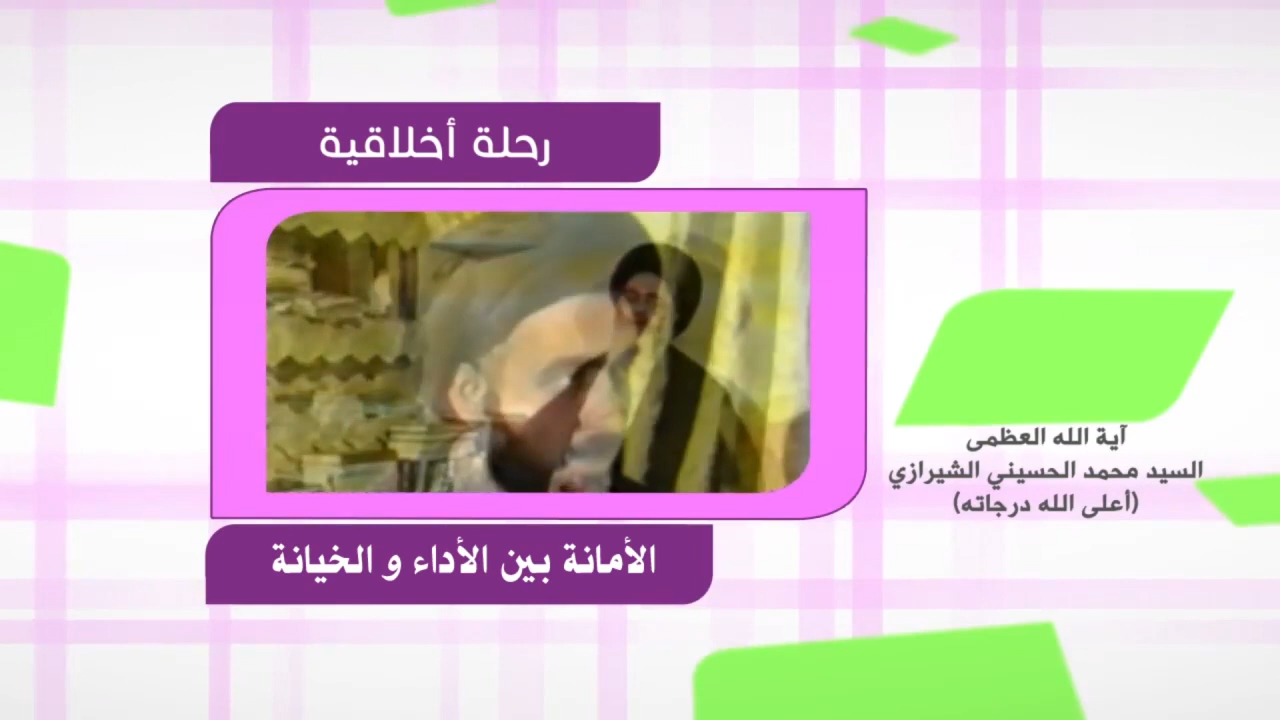 رحلة أخلاقية
آية الله العظمى
السيد محمد الحسيني الشيرازي
(أعلى الله درجاته)
الأمانة بين الأداء و الخيانة